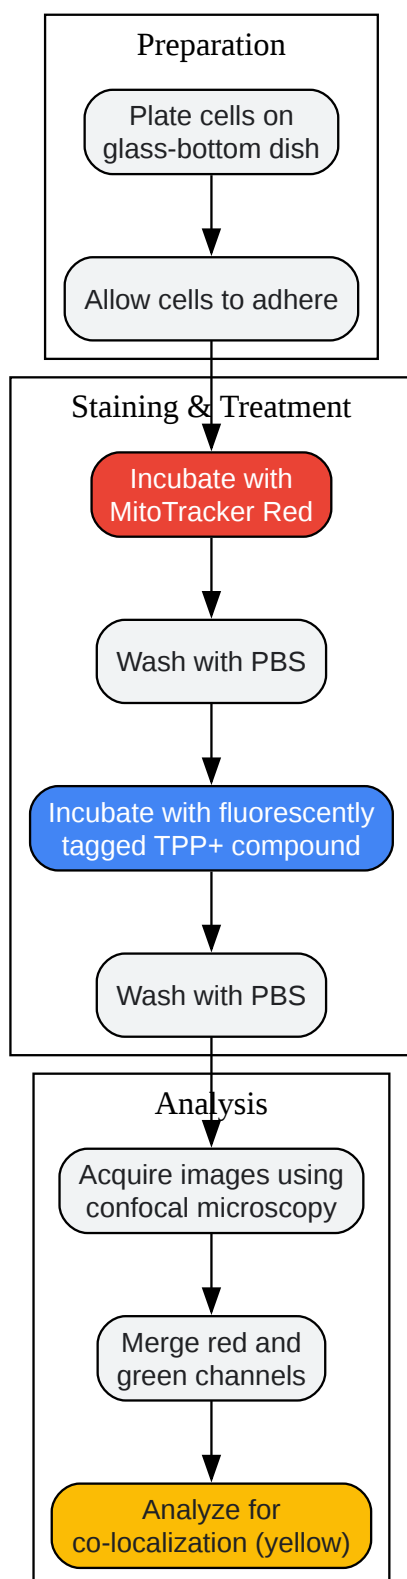 Preparation
Plate cells on
glass-bottom dish
Allow cells to adhere
Staining & Treatment
Incubate with
MitoTracker Red
Wash with PBS
Incubate with fluorescently
tagged TPP+ compound
Wash with PBS
Analysis
Acquire images using
confocal microscopy
Merge red and
green channels
Analyze for
co-localization (yellow)